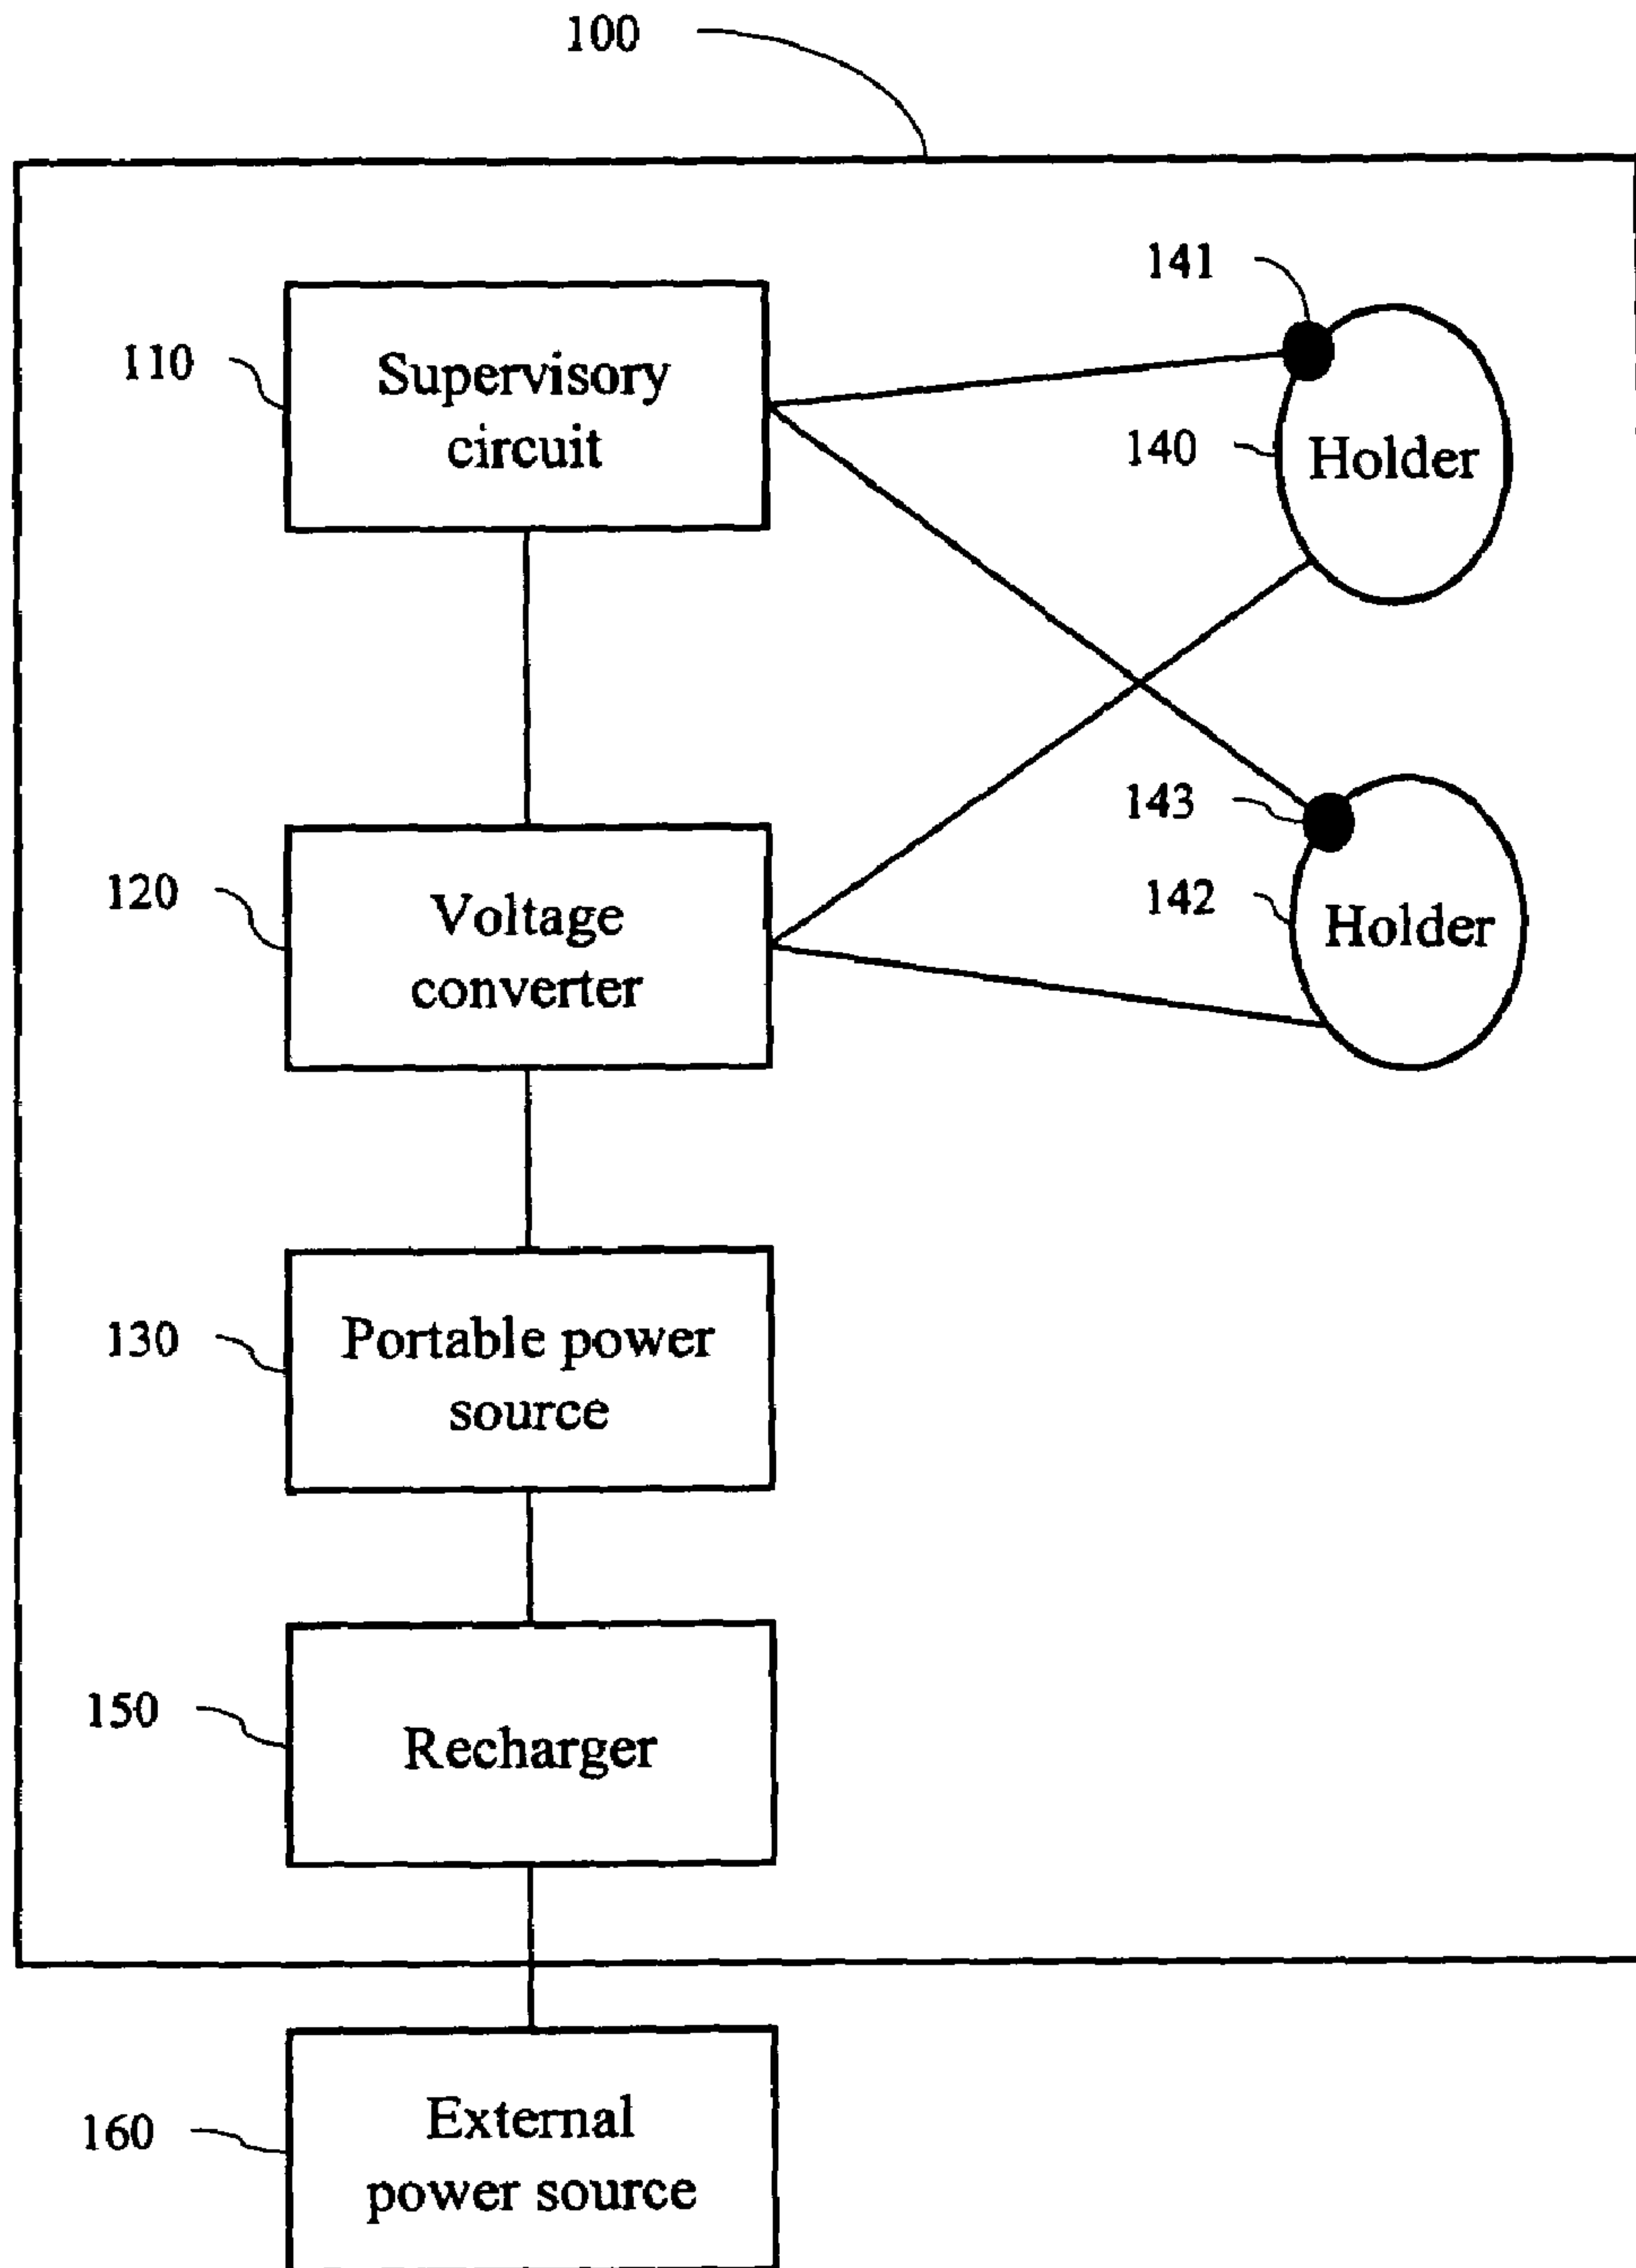 100
141
110
Supervisory
circuit
140
Holder
143
120
Voltage
converter
142
Holder
130
Portable power
source
150
Recharger
160
External
power source